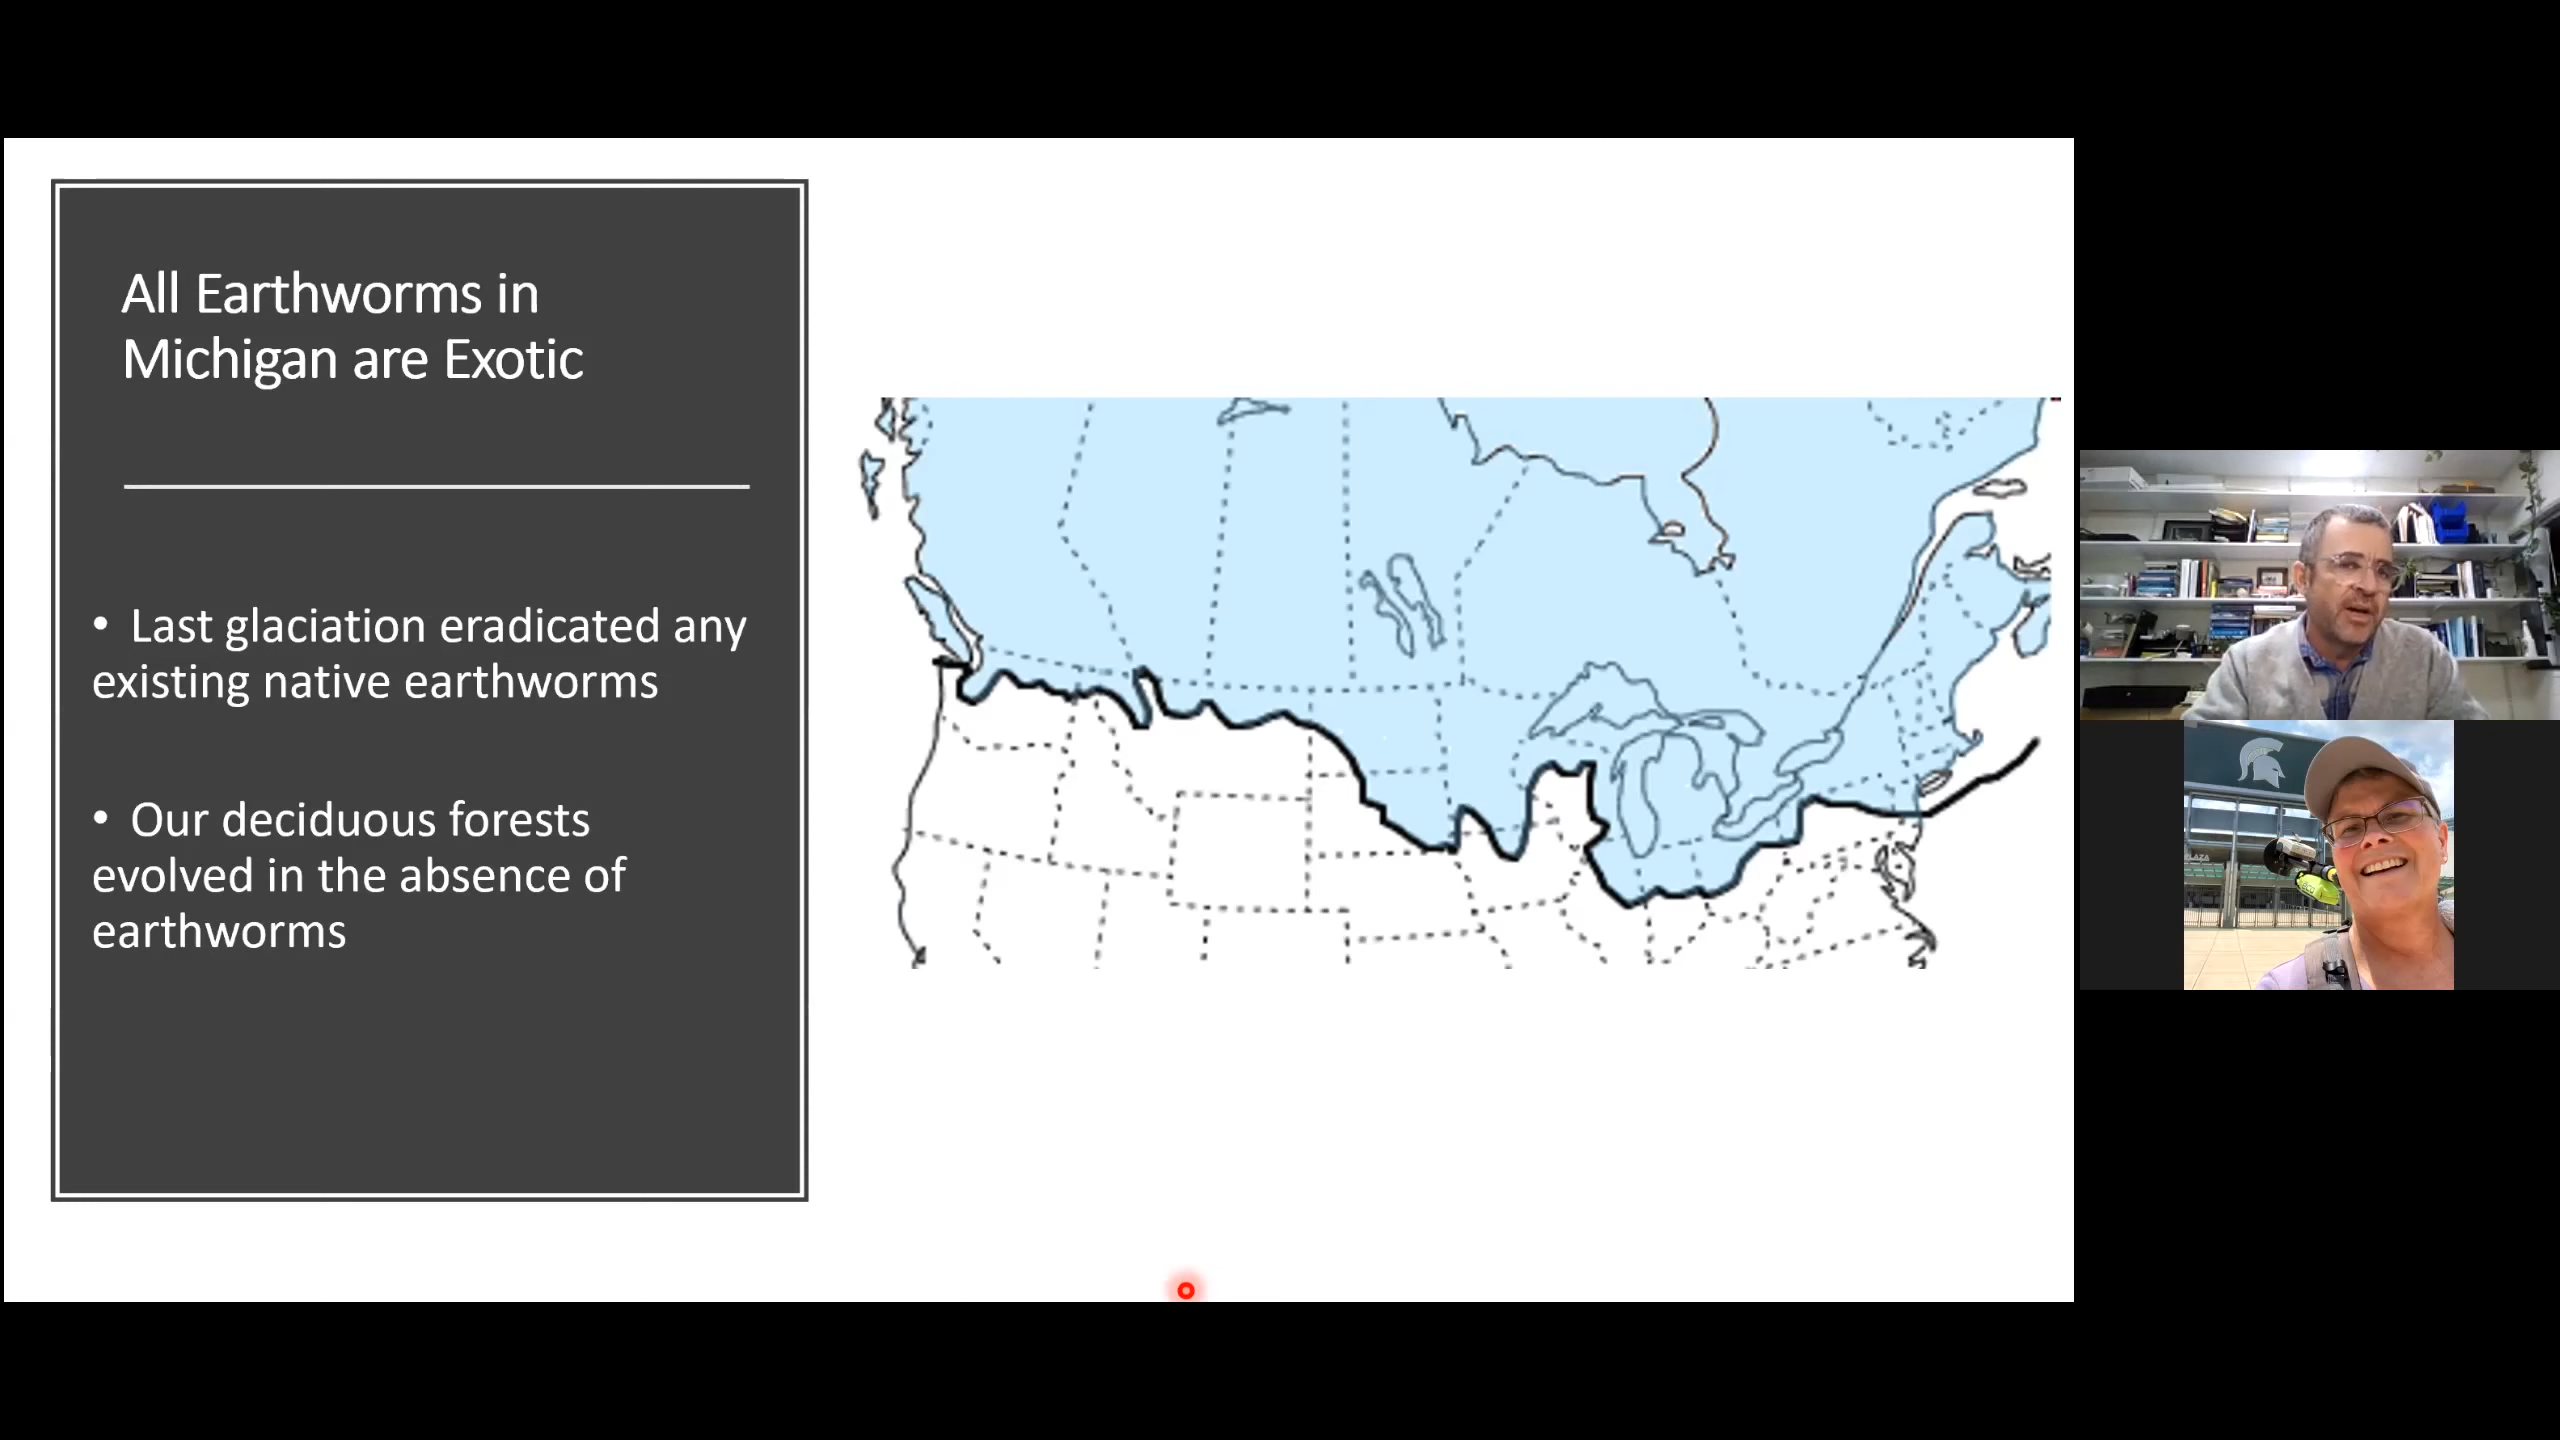 All Earthworms in
Michigan are Exotic
• Last glaciation eradicated any
existing native earthworms
• Our deciduous forests
evolved in the absence of
earthworms